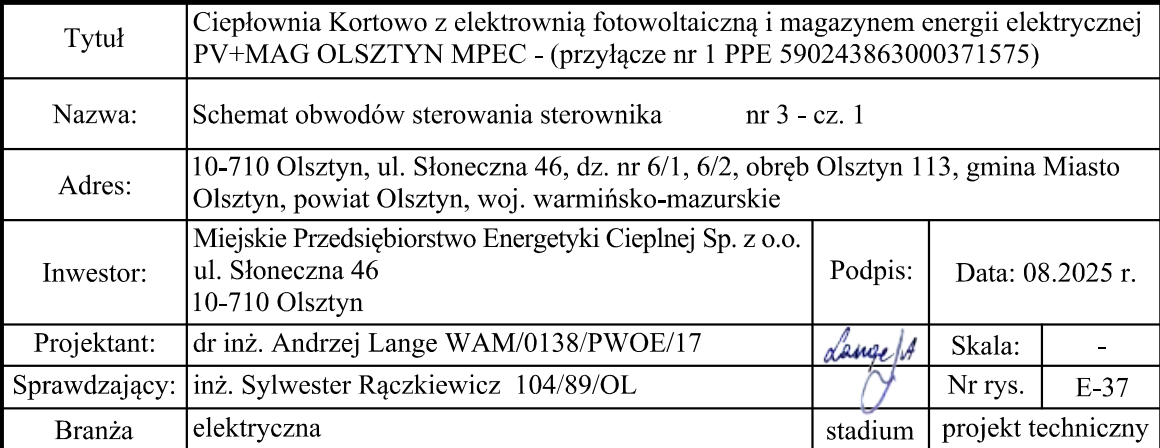 Tytuł
Ciepłownia Kortowo z elektrownią fotowoltaiczną i magazynem energii elektrycznej
PV+MAG OLSZTYN MPEC - (przyłącze nr 1 PPE 590243863000371575)
Nazwa:
Schemat obwodów sterowania sterownika nr 3 - cz. 1
Adres:
10-710 Olsztyn, ul. Słoneczna 46, dz. nr 6/1, 6/2, obręb Olsztyn 113, gmina Miasto
Olsztyn, powiat Olsztyn, woj. warmińsko-mazurskie
Inwestor:
Miejskie Przedsiębiorstwo Energetyki Cieplnej Sp. z o.o.
ul. Słoneczna 46
10-710 Olsztyn
Podpis:
Data: 08.2025 r.
Projektant:
dr inż. Andrzej Lange WAM/0138/PWOE/17
Lange A
Skala:
-
Sprawdzający:
inż. Sylwester Rączkiewicz 104/89/OL
Nr rys.
E-37
Branża
elektryczna
stadium
projekt techniczny